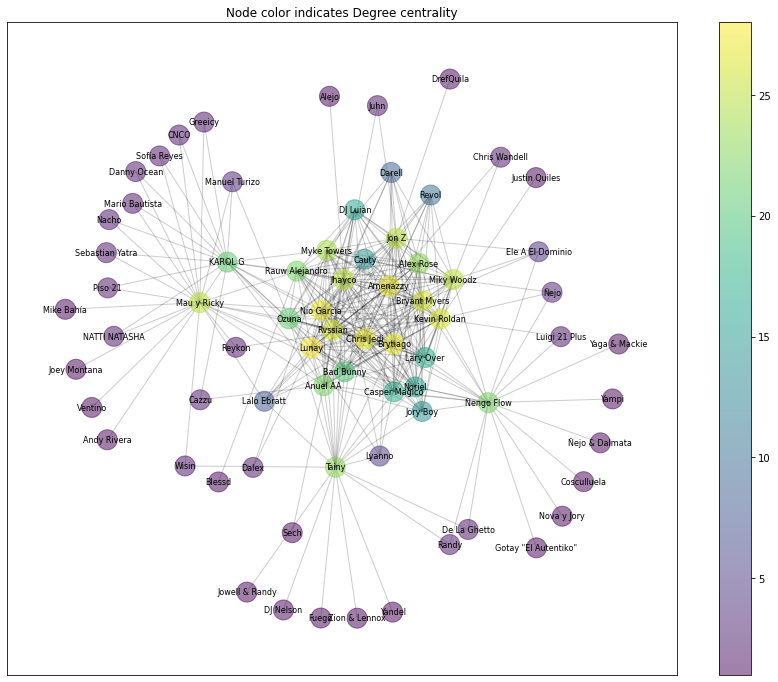 Node color indicates Degree centrality
DrefQuila
Alejo
Juhn
Greeicy
CNCO
Sofía Reyes
Chris Wandell
Danny Ocean
Darell
Justin Quiles
Manuel Turizo
Revol
Mario Bautista
DJ Luian
Nacho
Jon Z
Sebastian Yatra
Myke Towers
Ele A El Dominio
Cauty
KAROL G
Alex Rose
Rauw Alejandro
Jhayco
Miky Woodz
Piso 21
Amenazzy
Ñejo
Mau y Ricky
Bryant Myers
Mike Bahía
Nio Garcia
Ozuna
Kevin Roldan
Rvssian
NATTI NATASHA
Chris Jedi
Luigi 21 Plus
Reykon
Lunay
Brytiago
Yaga & Mackie
Lary Over
Joey Montana
Bad Bunny
Anuel AA
Noriel
Casper Mágico
Cazzu
Lalo Ebratt
Ñengo Flow
Yampi
Ventino
Jory Boy
Andy Rivera
Ñejo & Dalmata
Lyanno
Wisin
Dalex
Tainy
Blessd
Cosculluela
Nova y Jory
Sech
De La Ghetto
Randy
Gotay "El Autentiko"
Jowell & Randy
DJ Nelson
Fuego
Zion & Lennox
Yandel
25
20
15
10
5